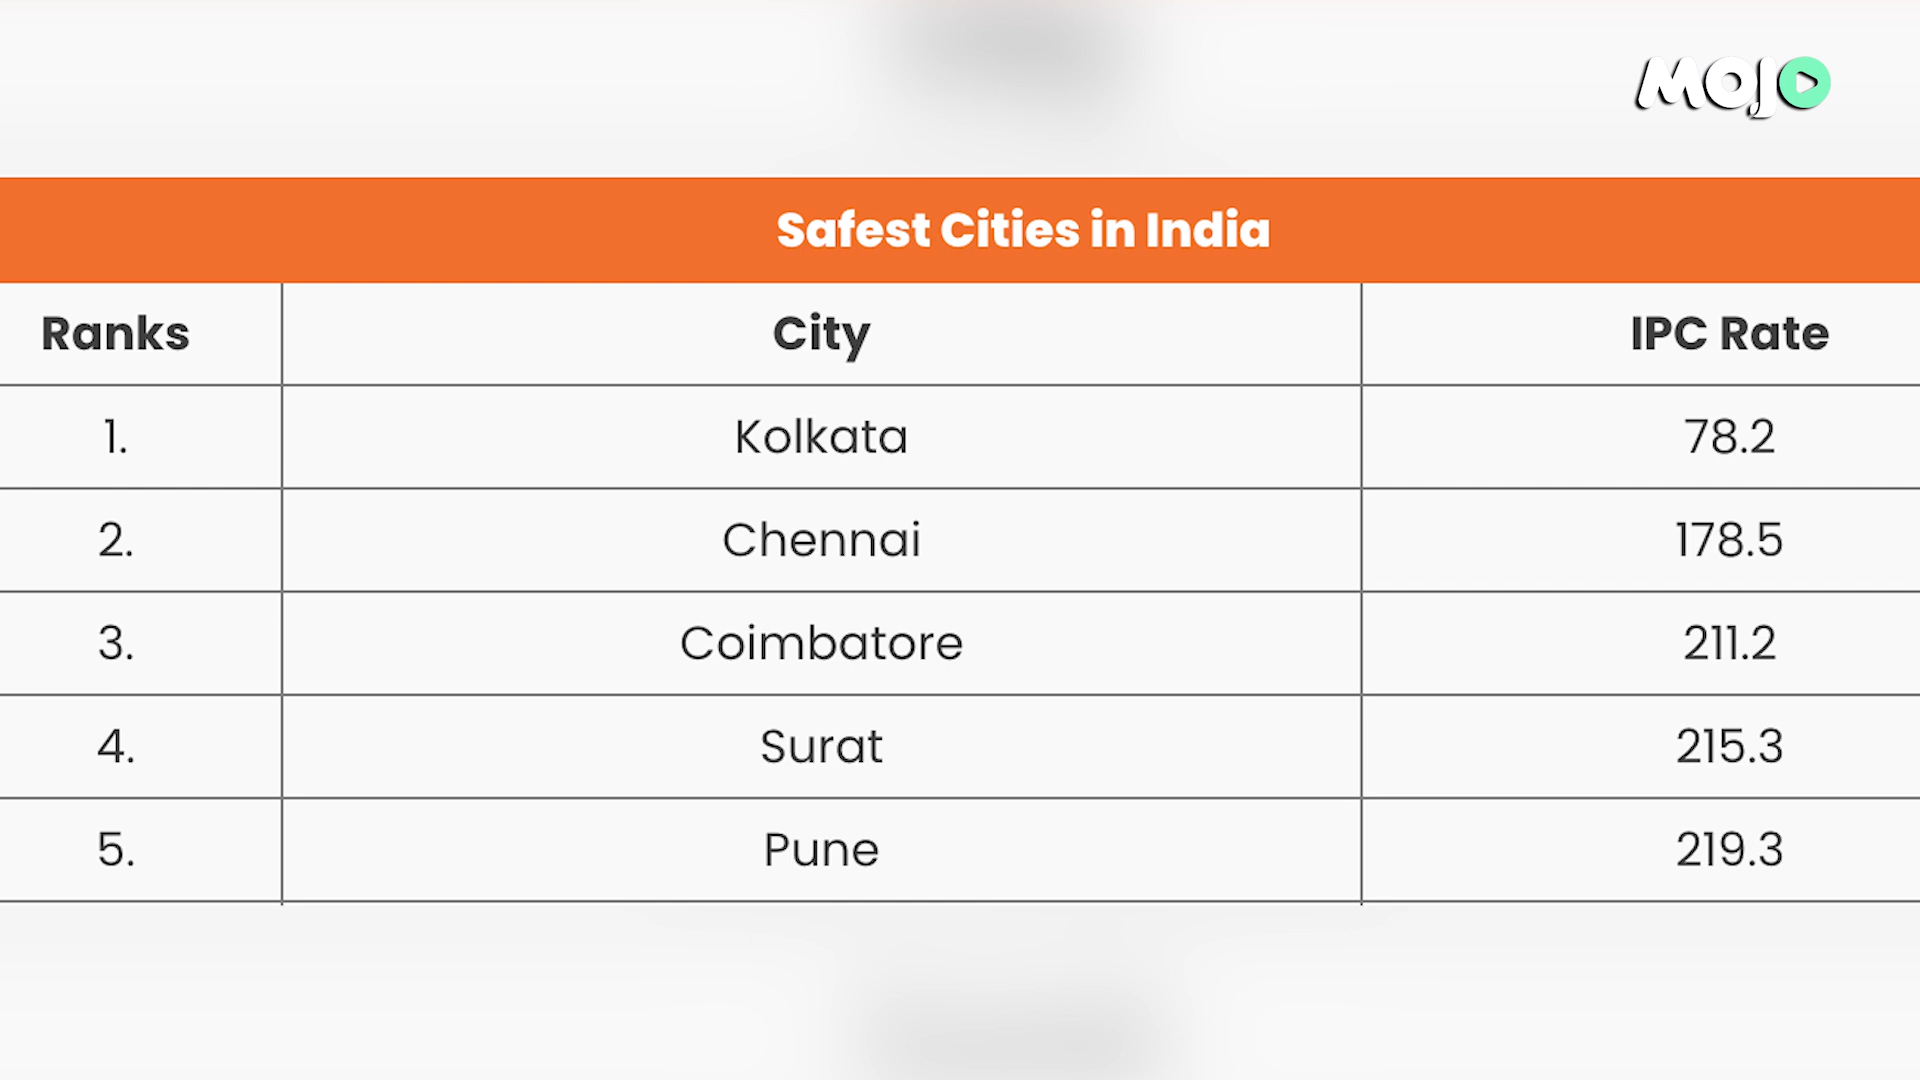 MOJO
Safest Cities in India
Ranks City IPC Rate
1. Kolkata 78.2
2. Chennai 178.5
3. Coimbatore 211.2
4. Surat 215.3
5. Pune 219.3